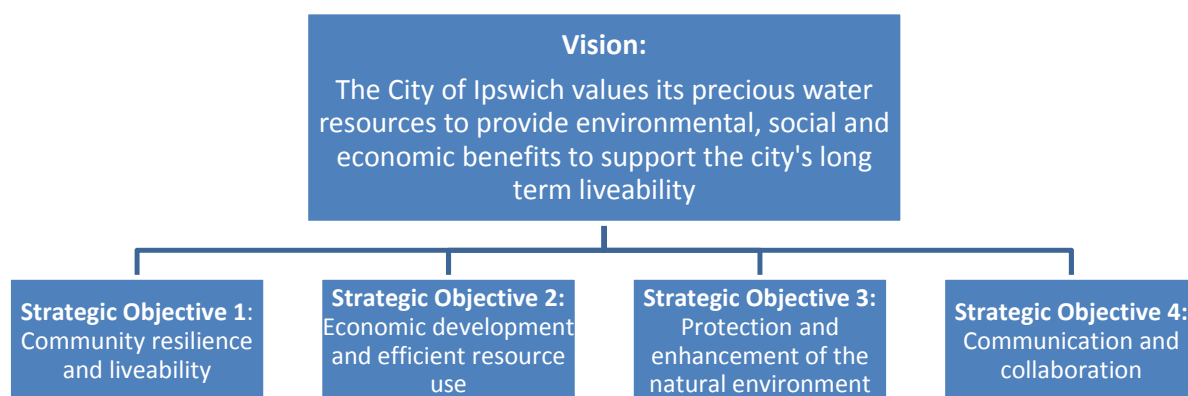 Vision:
The City of Ipswich values its precious water
resources to provide environmental, social and
economic benefits to support the city's long
term liveability
Strategic Objective 1:
Community resilience
and liveability
Strategic Objective 2:
Economic development
and efficient resource
use
Strategic Objective 3:
Protection and
enhancement of the
natural environment
Strategic Objective 4:
Communication and
collaboration